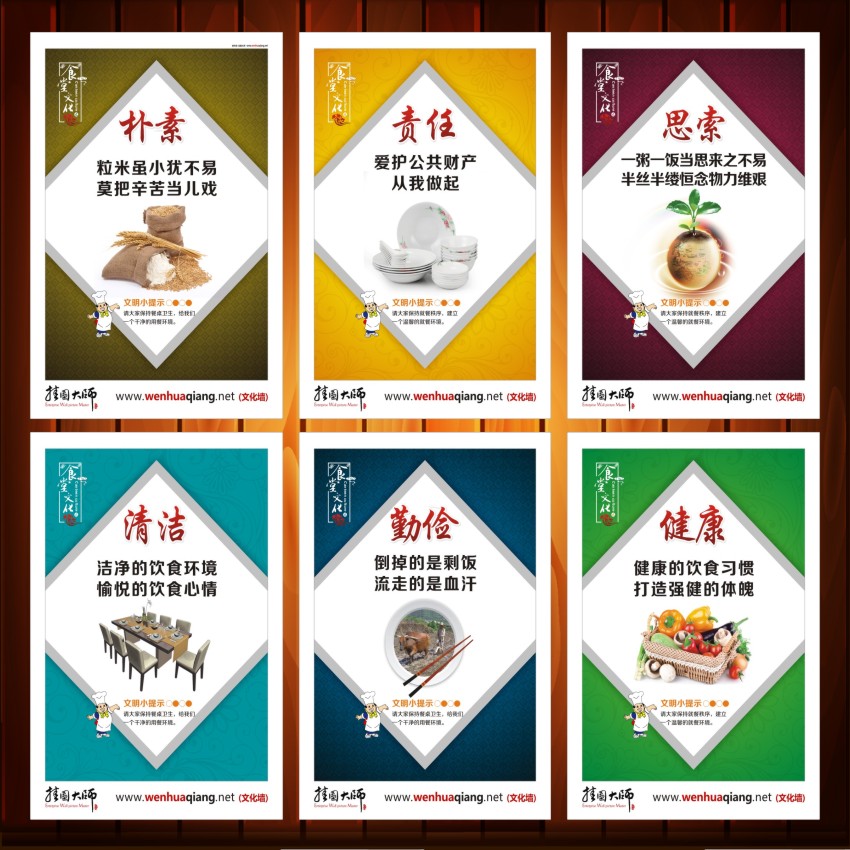 食堂文化
朴素
粒米虽小犹不易
莫把辛苦当儿戏
文明小提示
请大家保持餐桌卫生，给我们
一个干净的用餐环境。
挂图大师
www.wenhuaqiang.net (文化墙)
食堂文化
责任
爱护公共财产
从我做起
文明小提示
请大家保持就餐秩序，建立
一个温馨的就餐环境。
挂图大师
www.wenhuaqiang.net (文化墙)
食堂文化
思索
一粥一饭当思来之不易
半丝半缕恒念物力维艰
文明小提示
请大家保持就餐秩序，建立
一个温馨的就餐环境。
挂图大师
www.wenhuaqiang.net (文化墙)
食堂文化
清洁
洁净的饮食环境
愉悦的饮食心情
文明小提示
请大家保持餐桌卫生，给我们
一个干净的用餐环境。
挂图大师
www.wenhuaqiang.net (文化墙)
食堂文化
勤俭
倒掉的是剩饭
流走的是血汗
文明小提示
请大家保持餐桌卫生，给我们
一个干净的用餐环境。
挂图大师
www.wenhuaqiang.net (文化墙)
食堂文化
健康
健康的饮食习惯
打造强健的体魄
文明小提示
请大家保持就餐秩序，建立
一个温馨的就餐环境。
挂图大师
www.wenhuaqiang.net (文化墙)